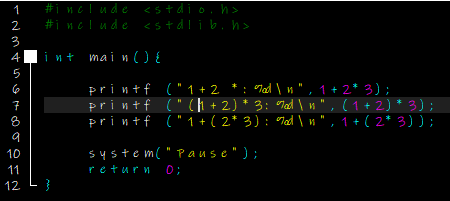 1 #include <stdio.h>
2 #include <stdlib.h>
3
4 int main(){
5
6 printf ("1+2 *: %d\n", 1+2* 3);
7 printf ("(1+2)*3: %d\n", (1+2)* 3);
8 printf ("1+(2*3): %d\n", 1+(2* 3));
9
10 system("pause");
11 return 0;
12 }